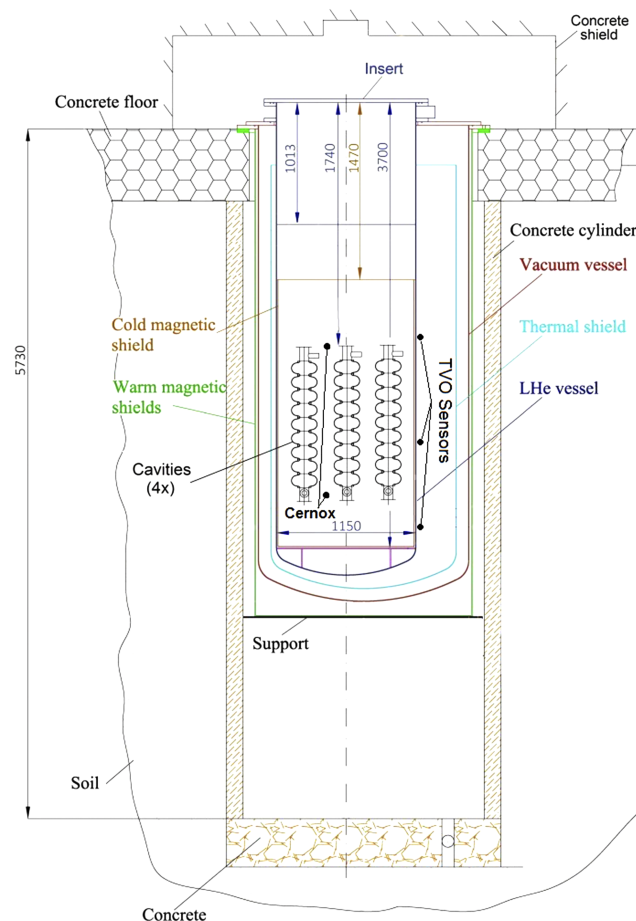 Concrete
shield
Insert
Concrete floor
1013
1740
1470
3700
Concrete cylinder
Vacuum vessel
Cold magnetic
shield
Thermal shield
5730
TVO Sensors
Warm magnetic
shields
LHe vessel
Cavities
(4x)
Cernox
1150
Support
Soil
Concrete